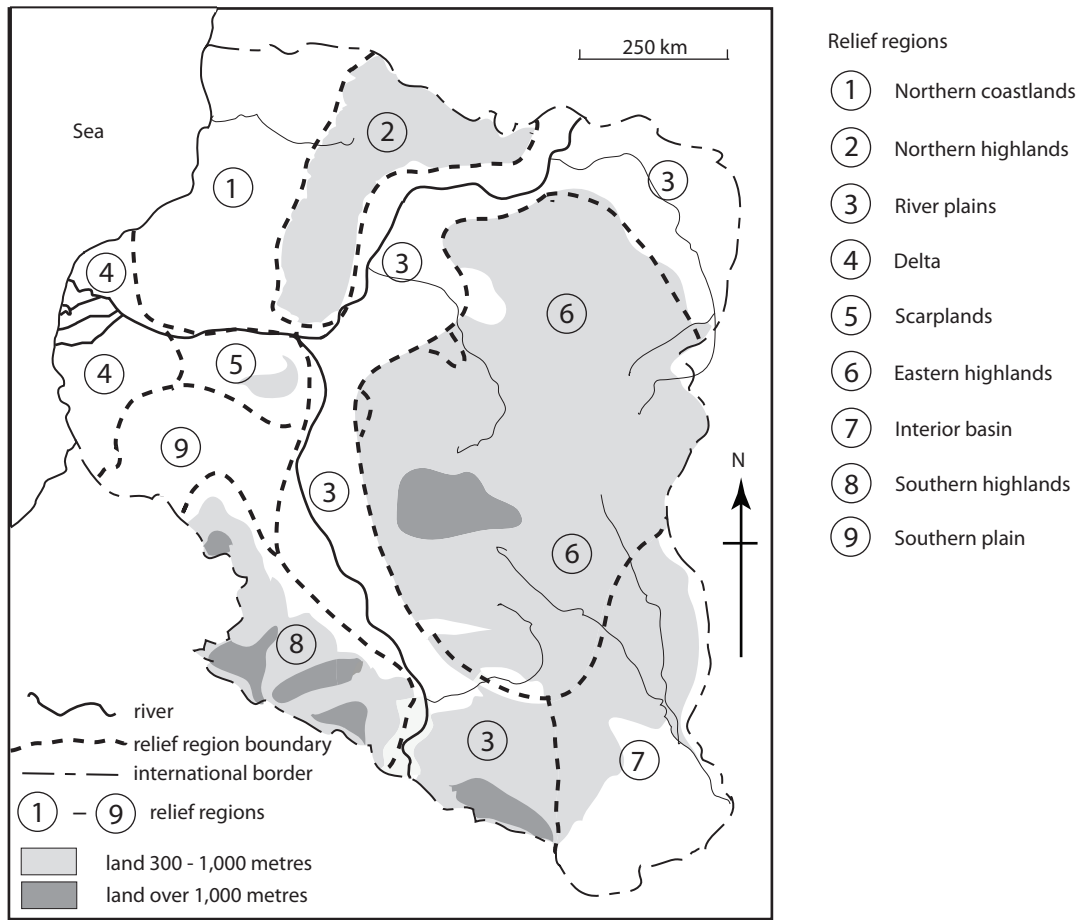 250 km
Sea
2
3
1
3
4
6
5
4
9
3
6
N
8
3
7
river
relief region boundary
international border
1 – 9 relief regions
land 300 - 1,000 metres
land over 1,000 metres
Relief regions
1 Northern coastlands
2 Northern highlands
3 River plains
4 Delta
5 Scarplands
6 Eastern highlands
7 Interior basin
8 Southern highlands
9 Southern plain